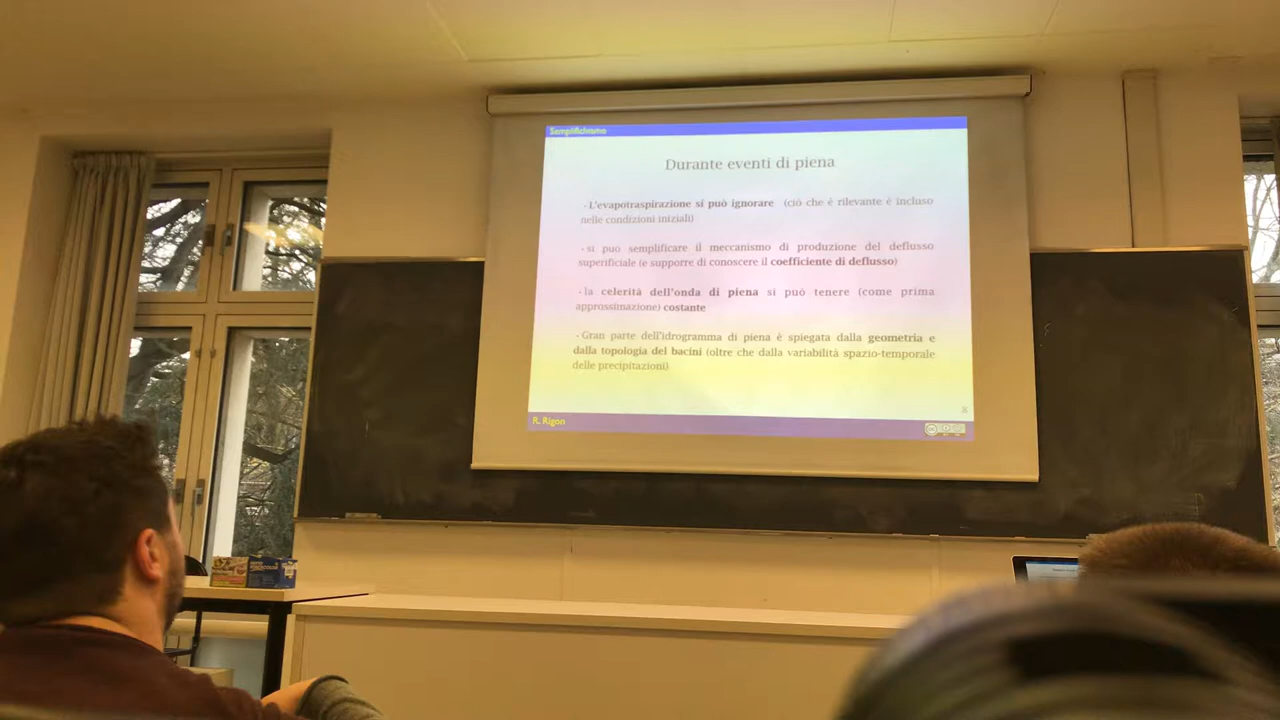 Semplificismo
Durante eventi di piena
- L'evapotraspirazione si può ignorare (ciò che è rilevante è incluso
nelle condizioni iniziali)
- si può semplificare il meccanismo di produzione del deflusso
superificiale (e supporre di conoscere il coefficiente di deflusso)
- la celerità dell'onda di piena si può tenere (come prima
approssimazione) costante
- Gran parte dell'idrogramma di piena è spiegata dalla geometria e
dalla topologia dei bacini (oltre che dalla variabilità spazio-temporale
delle precipitazioni)
8
R. Rigon